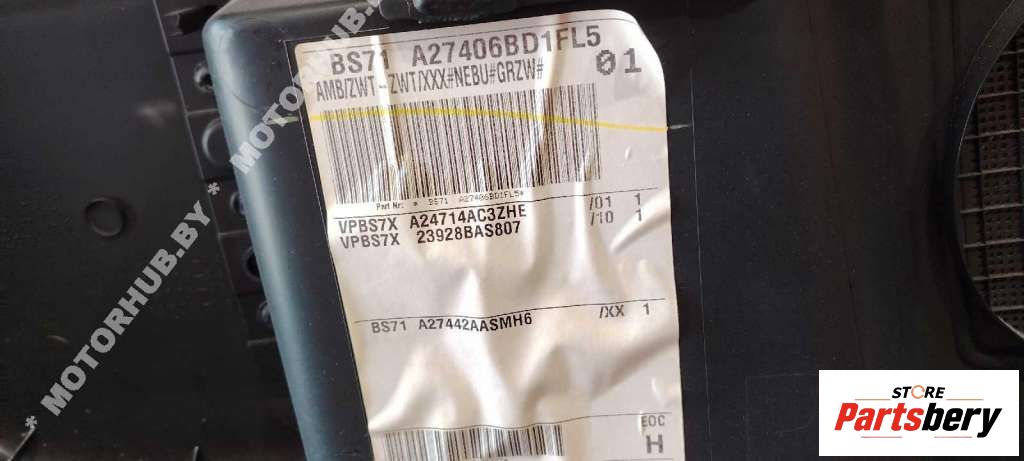 BS71 A27406BD1FL5
AMB/ZWT - ZWT/XXX#NEBU#GRZW# 01
Part Nr: * BS71 A27406BD1FL5*
VPBS7X A24714AC3ZHE /01 1
VPBS7X 23928BAS807 /10 1
BS71 A27442AASMH6 /XX 1
EOC
H
* MOTORHUB.BY * MOTORHUB.BY *
STORE
Partsbery